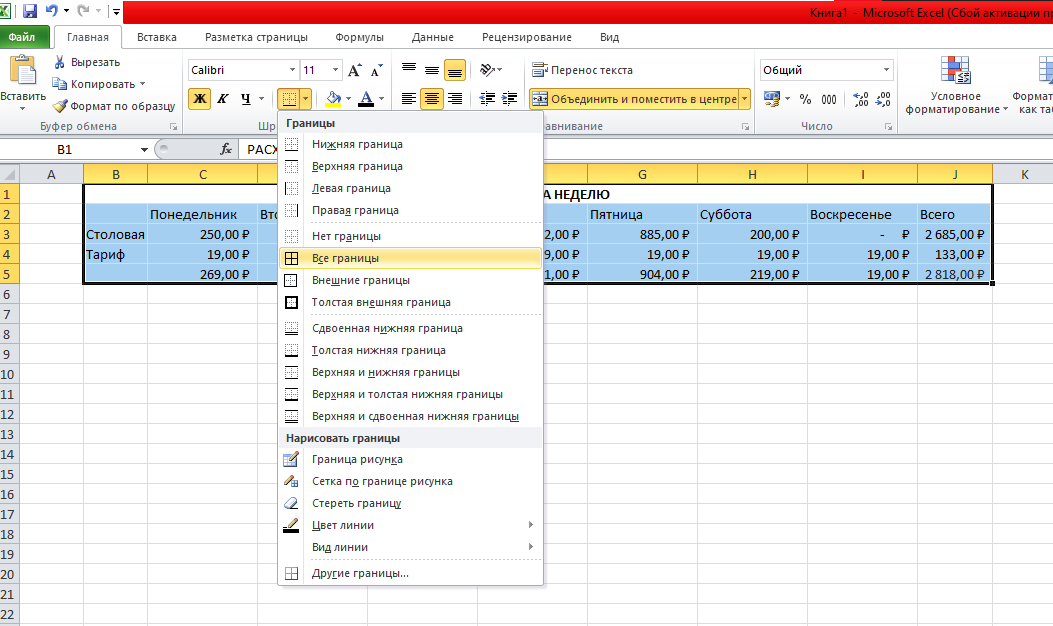 Книга1 - Microsoft Excel (Сбой активации пр
Файл Главная Вставка Разметка страницы Формулы Данные Рецензирование Вид
Вставить
Вырезать
Копировать
Формат по образцу
Буфер обмена
Calibri 11
Ж К Ч
Шр
Перенос текста
Объединить и поместить в центре
авнивание
Общий
% 000
Число
Условное форматирование
Формат
как таб
B1 fx РАСХ
A B C G H I J K
1 А НЕДЕЛЮ
2 Понедельник Вто Пятница Суббота Воскресенье Всего
3 Столовая 250,00 ₽ 2,00 ₽ 885,00 ₽ 200,00 ₽ - ₽ 2 685,00 ₽
4 Тариф 19,00 ₽ 9,00 ₽ 19,00 ₽ 19,00 ₽ 19,00 ₽ 133,00 ₽
5 269,00 ₽ 1,00 ₽ 904,00 ₽ 219,00 ₽ 19,00 ₽ 2 818,00 ₽
6
7
8
9
10
11
12
13
14
15
16
17
18
19
20
21
22
Границы
Нижняя граница
Верхняя граница
Левая граница
Правая граница
Нет границы
Все границы
Внешние границы
Толстая внешняя граница
Сдвоенная нижняя граница
Толстая нижняя граница
Верхняя и нижняя границы
Верхняя и толстая нижняя границы
Верхняя и сдвоенная нижняя границы
Нарисовать границы
Граница рисунка
Сетка по границе рисунка
Стереть границу
Цвет линии
Вид линии
Другие границы...